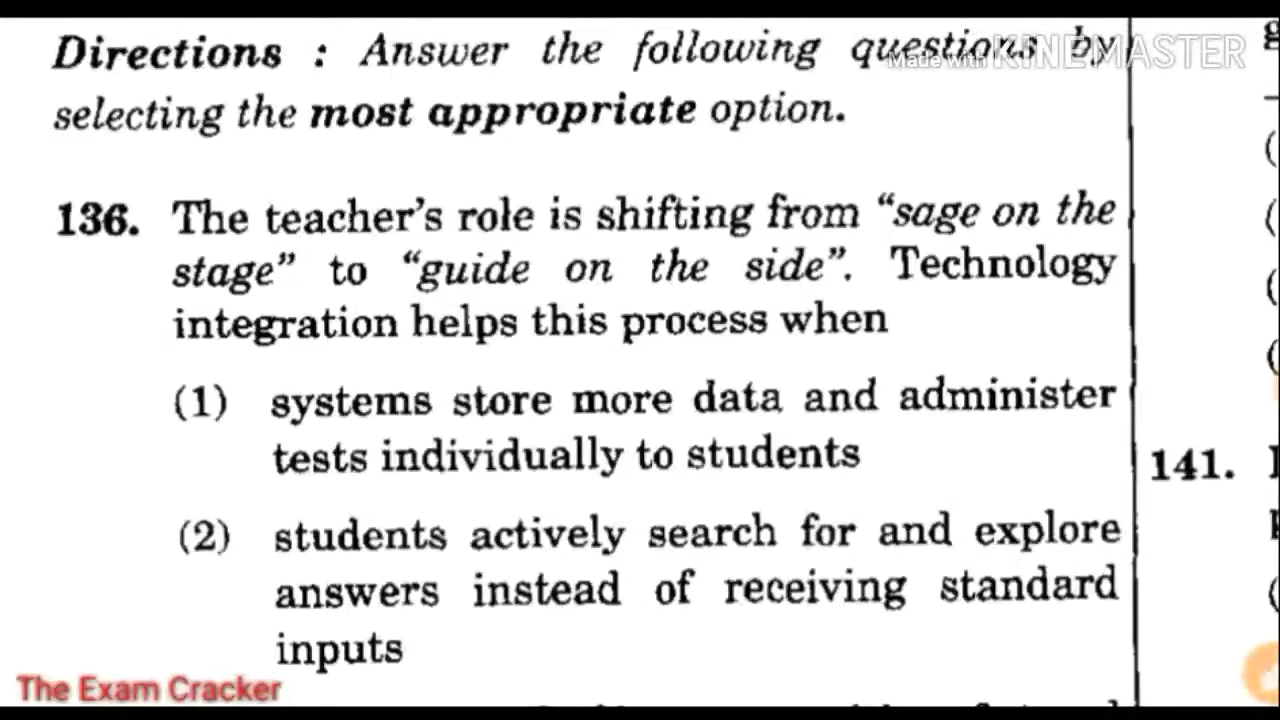 Directions : Answer the following questions by
Made with KINEMASTER
selecting the most appropriate option.
136. The teacher's role is shifting from “sage on the
stage” to “guide on the side”. Technology
integration helps this process when
(1) systems store more data and administer
tests individually to students
(2) students actively search for and explore
answers instead of receiving standard
inputs
141.
The Exam Cracker